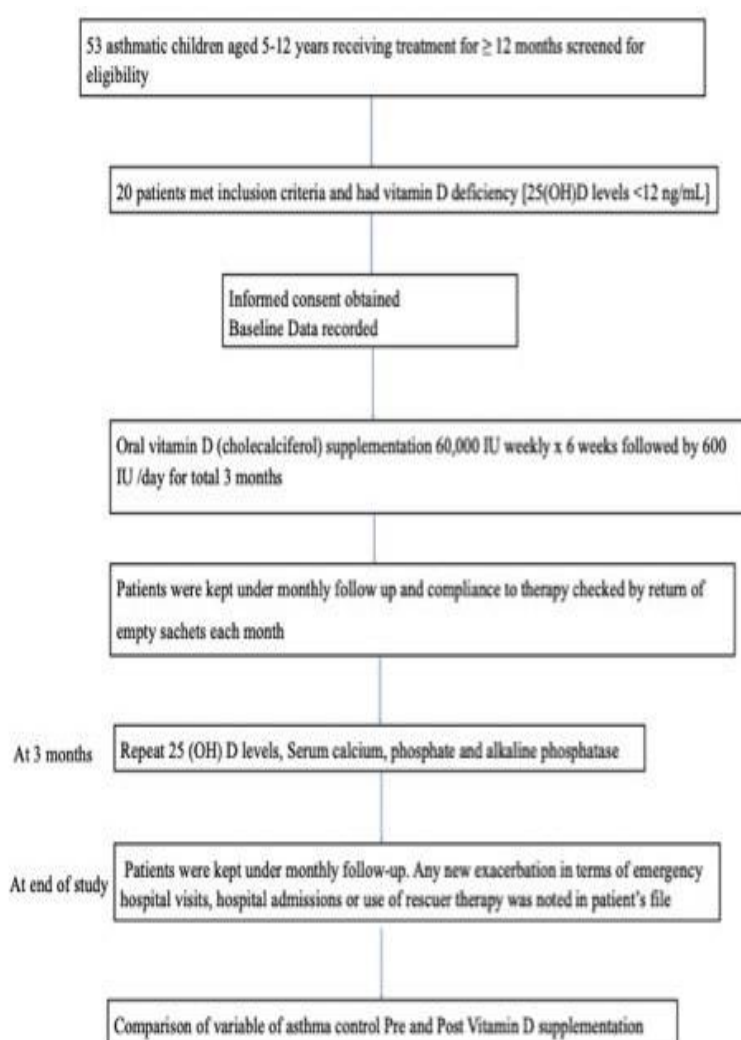 53 asthmatic children aged 5-12 years receiving treatment for ≥ 12 months screened for
eligibility
20 patients met inclusion criteria and had vitamin D deficiency [25(OH)D levels <12 ng/mL]
Informed consent obtained
Baseline Data recorded
Oral vitamin D (cholecalciferol) supplementation 60,000 IU weekly x 6 weeks followed by 600
IU /day for total 3 months
Patients were kept under monthly follow up and compliance to therapy checked by return of
empty sachets each month
At 3 months
Repeat 25 (OH) D levels, Serum calcium, phosphate and alkaline phosphatase
At end of study
Patients were kept under monthly follow-up. Any new exacerbation in terms of emergency
hospital visits, hospital admissions or use of rescuer therapy was noted in patient's file
Comparison of variable of asthma control Pre and Post Vitamin D supplementation